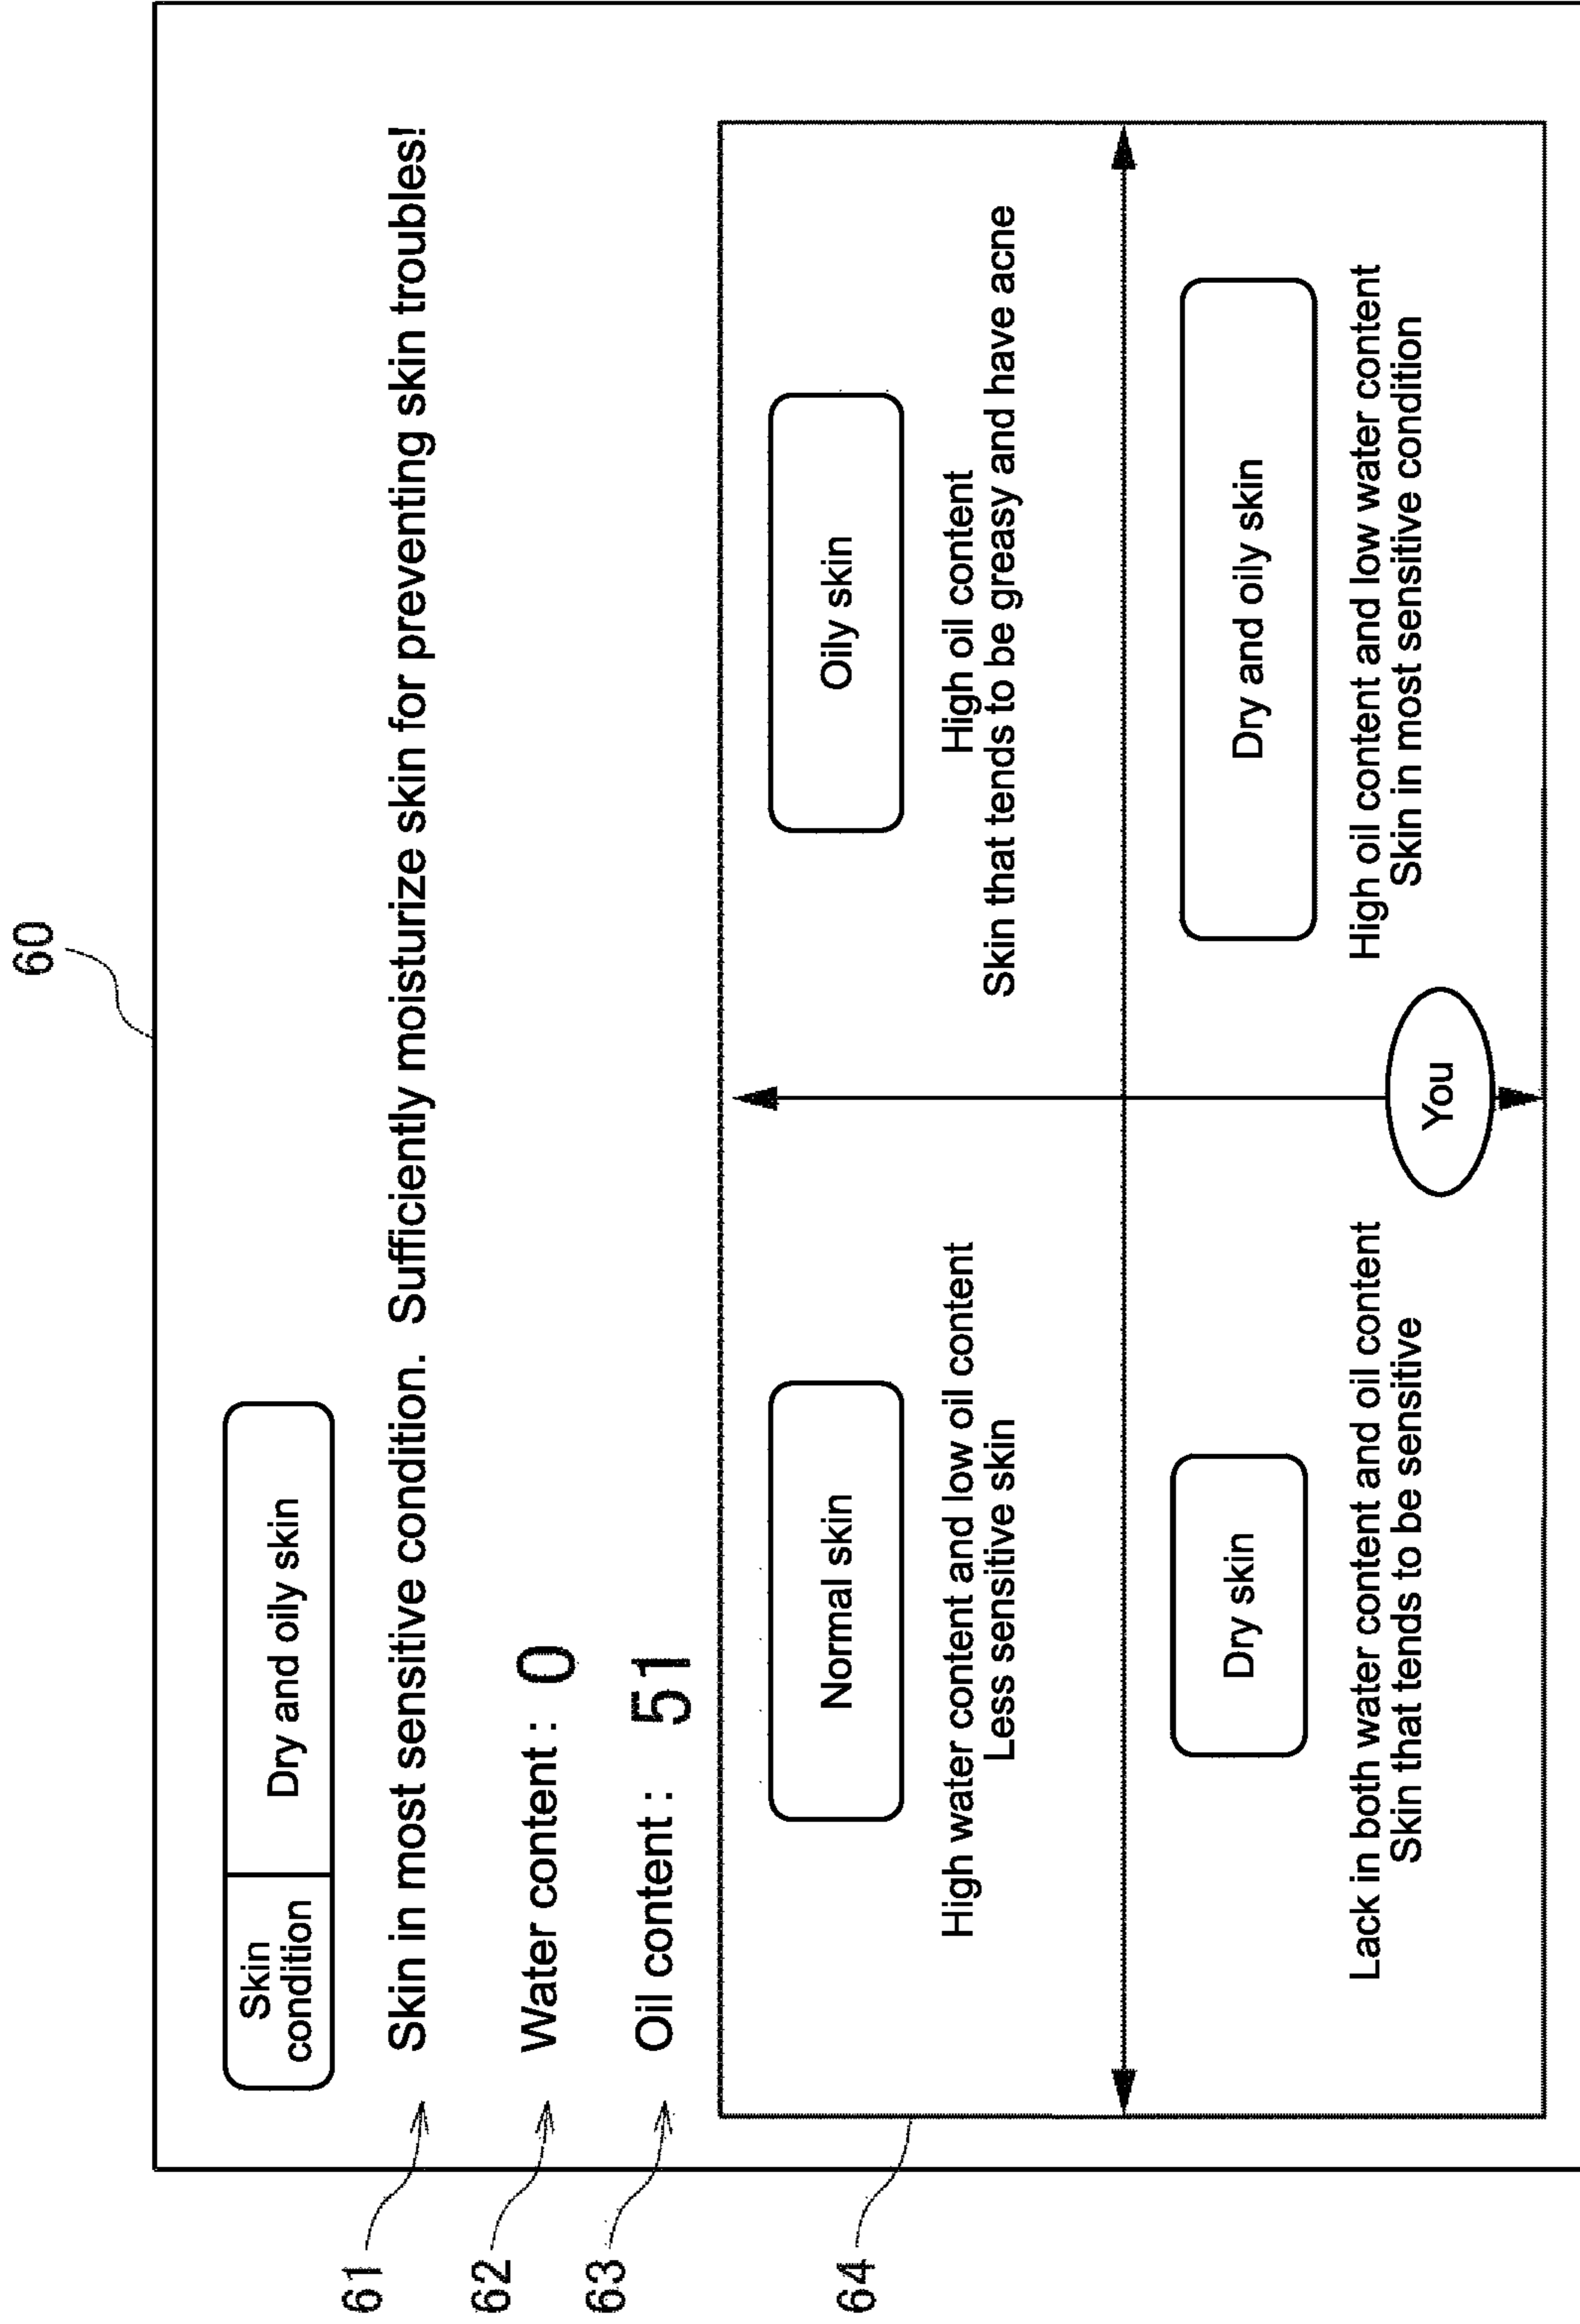 60
Skin
condition
Dry and oily skin
61
Skin in most sensitive condition. Sufficiently moisturize skin for preventing skin troubles!
62
Water content : 0
63
Oil content : 51
64
Normal skin
High water content and low oil content
Less sensitive skin
Oily skin
High oil content
Skin that tends to be greasy and have acne
Dry skin
Lack in both water content and oil content
Skin that tends to be sensitive
You
Dry and oily skin
High oil content and low water content
Skin in most sensitive condition